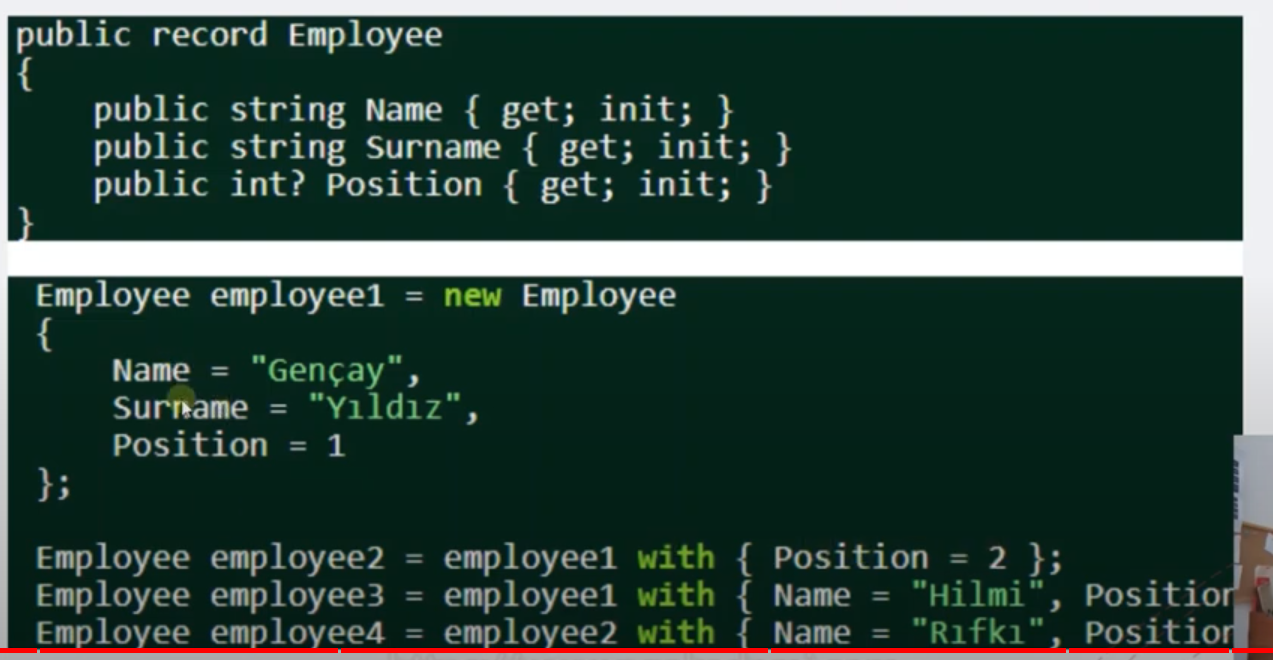 public record Employee
{
    public string Name { get; init; }
    public string Surname { get; init; }
    public int? Position { get; init; }
}
Employee employee1 = new Employee
{
    Name = "Gençay",
    Surname = "Yıldız",
    Position = 1
};
Employee employee2 = employee1 with { Position = 2 };
Employee employee3 = employee1 with { Name = "Hilmi", Position
Employee employee4 = employee2 with { Name = "Rıfkı", Position